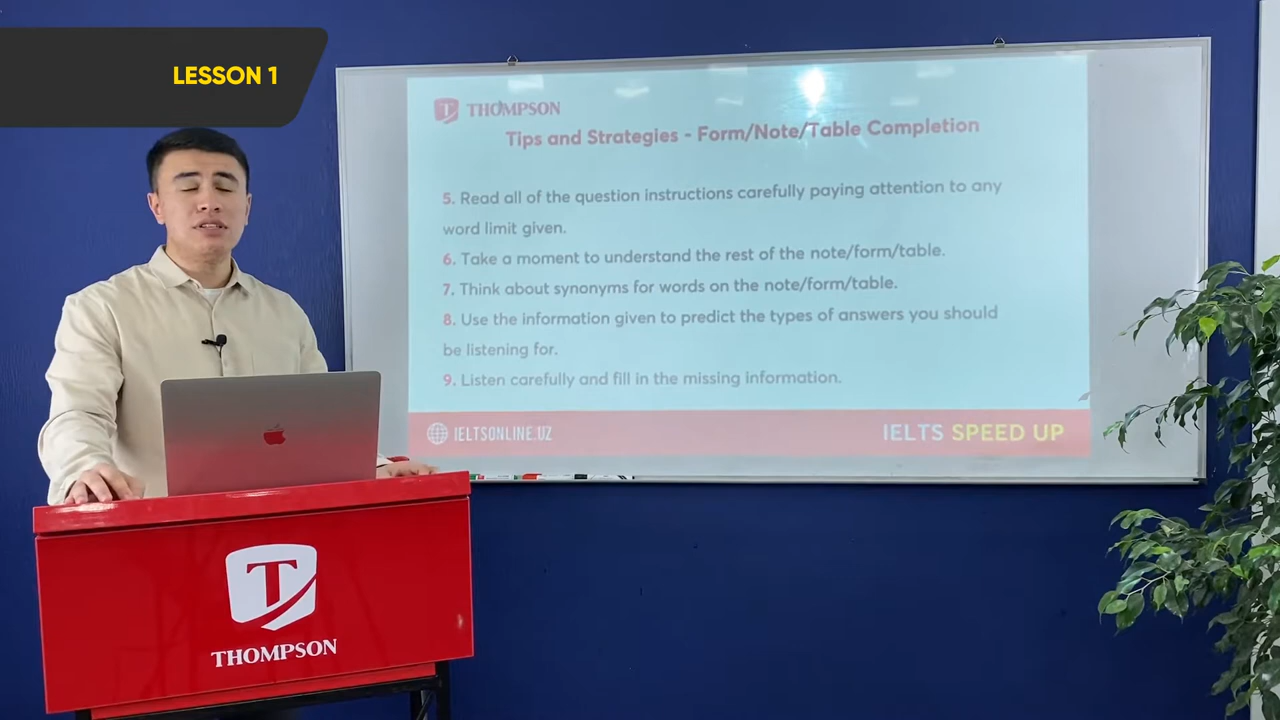 LESSON 1
THOMPSON
Tips and Strategies - Form/Note/Table Completion
5. Read all of the question instructions carefully paying attention to any
word limit given.
6. Take a moment to understand the rest of the note/form/table.
7. Think about synonyms for words on the note/form/table.
8. Use the information given to predict the types of answers you should
be listening for.
9. Listen carefully and fill in the missing information.
IELTSONLINE.UZ
IELTS SPEED UP
T
THOMPSON